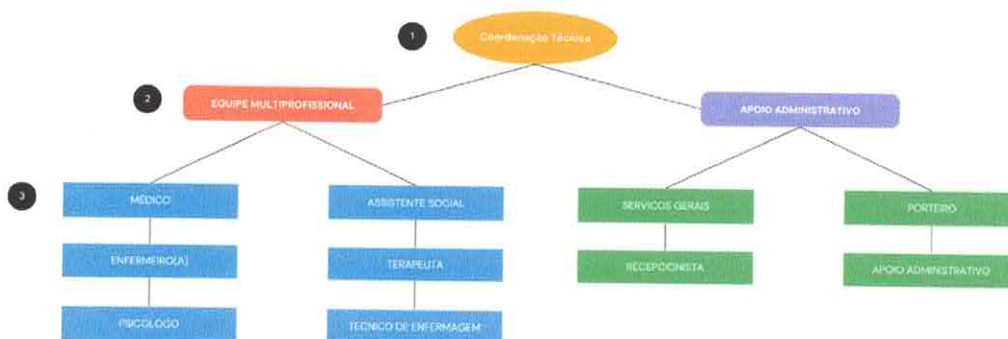 1
Coordenação Técnica
2
EQUIPE MULTIPROFISSIONAL
APOIO ADMINISTRATIVO
3
MÉDICO
ASSISTENTE SOCIAL
SERVICOS GERAIS
PORTEIRO
ENFERMEIRO(A)
TERAPEUTA
RECEPCIONISTA
APOIO ADMINISTRATIVO
PSICOLOGO
TECNICO DE ENFERMAGEM